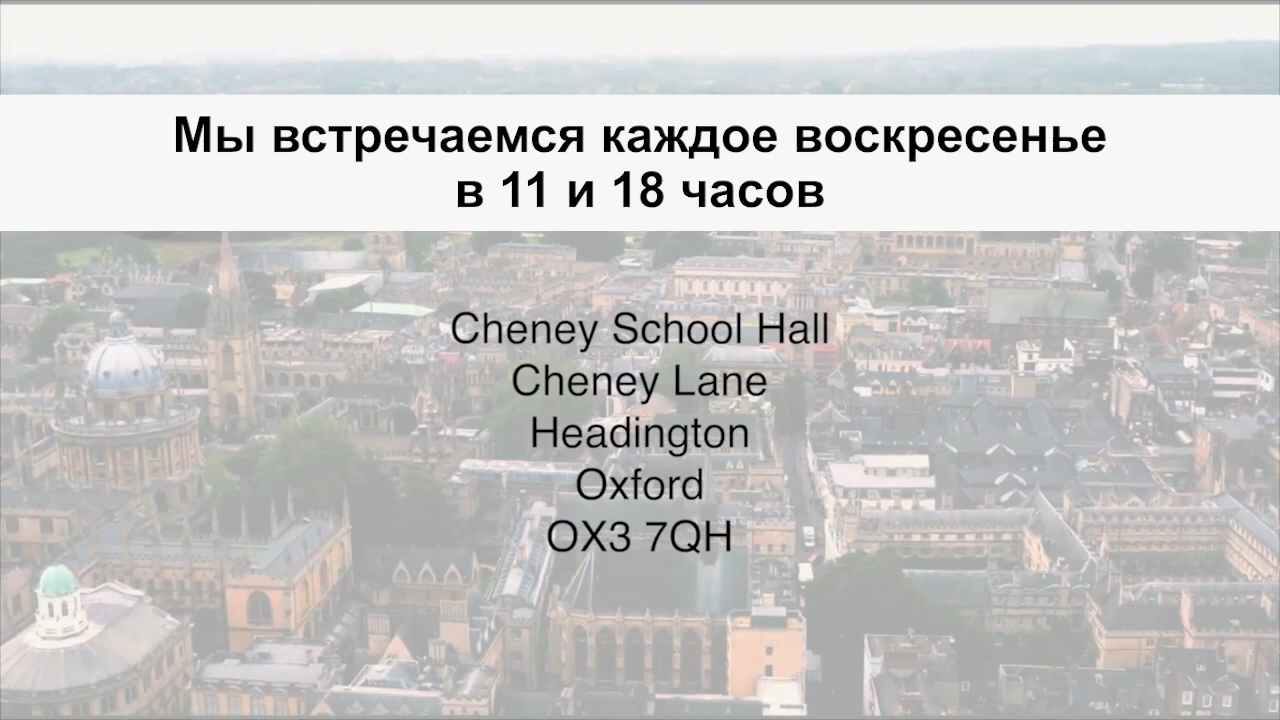 Мы встречаемся каждое воскресенье
в 11 и 18 часов
Cheney School Hall
Cheney Lane
Headington
Oxford
OX3 7QH